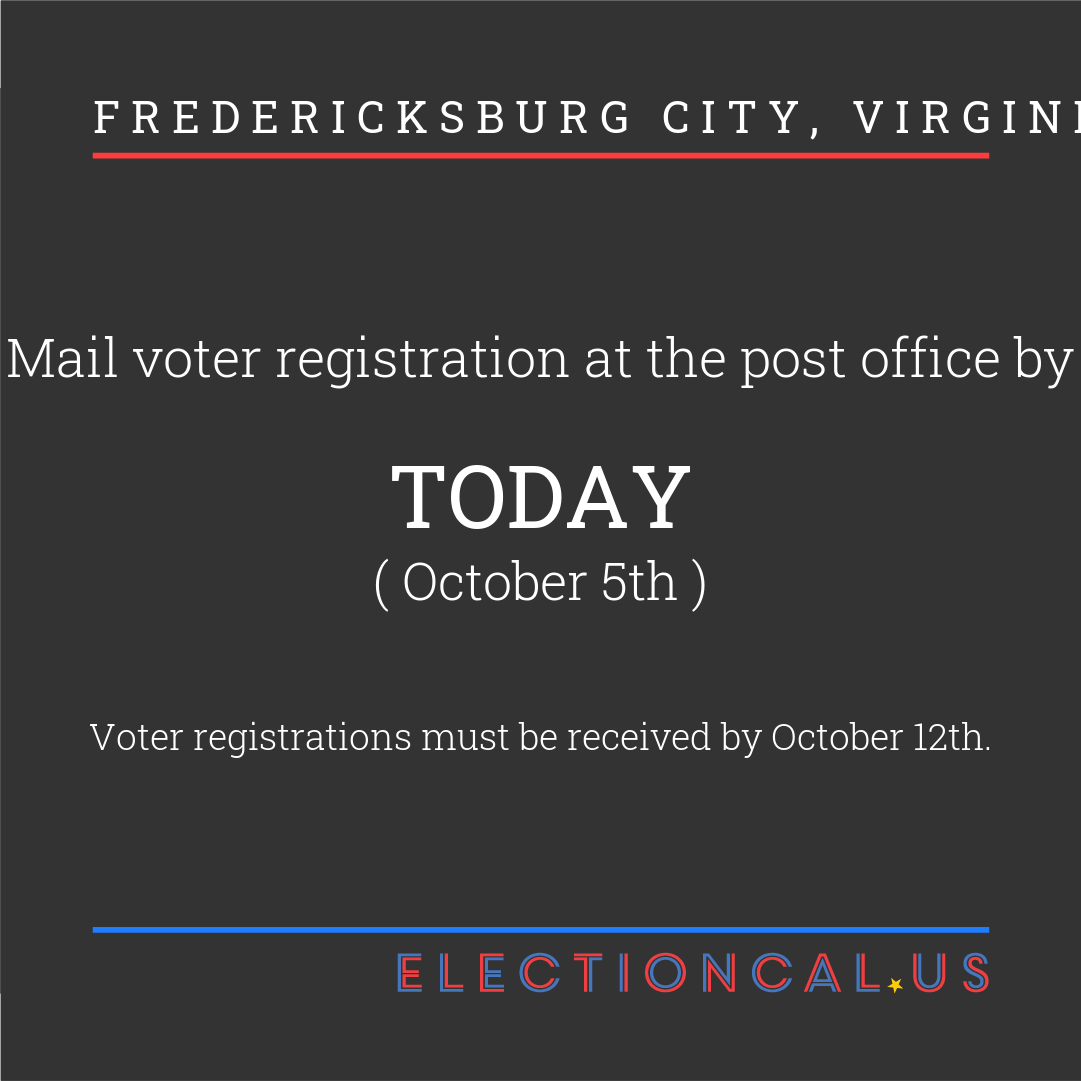 FREDERICKSBURG CITY, VIRGINI
Mail voter registration at the post office by
TODAY
( October 5th )
Voter registrations must be received by October 12th.
ELECTIONCAL.US